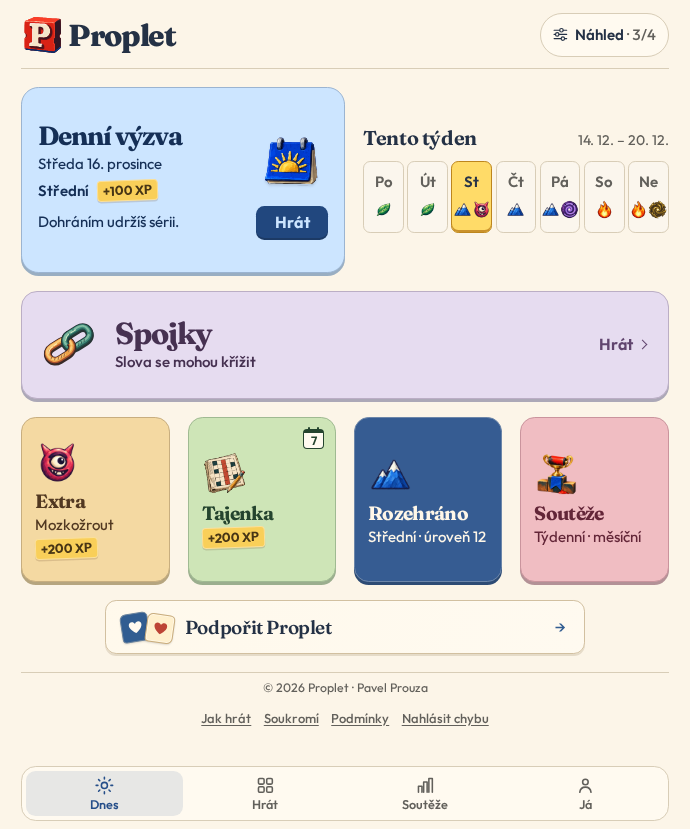 Proplet
Náhled · 3/4
Denní výzva
Středa 16. prosince
Střední +100 XP
Dohráním udržíš sérii.
Hrát
Tento týden
14. 12. – 20. 12.
Po Út St Čt Pá So Ne
Spojky
Slova se mohou křížit
Hrát
Extra
Mozkožrout
+200 XP
7
Tajenka
+200 XP
Rozehráno
Střední · úroveň 12
Soutěže
Týdenní · měsíční
Podpořit Proplet
© 2026 Proplet · Pavel Prouza
Jak hrát Soukromí Podmínky Nahlásit chybu
Dnes Hrát Soutěže Já